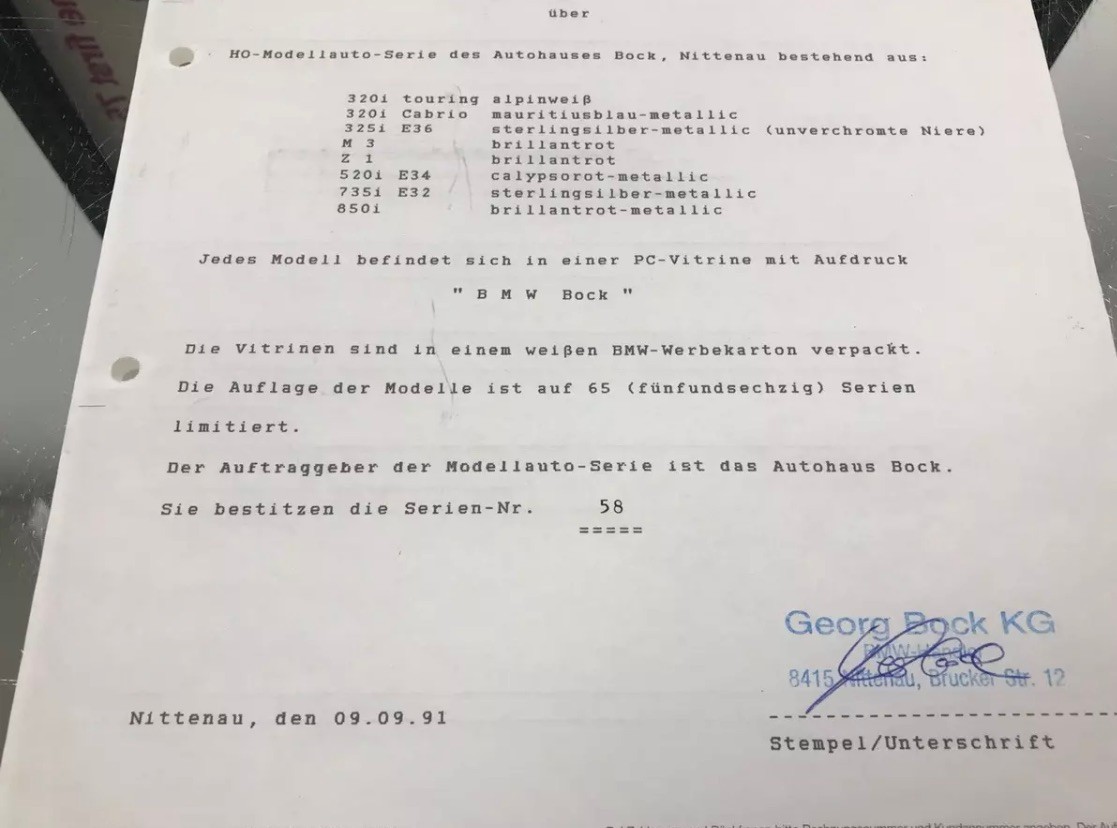 über
HO-Modellauto-Serie des Autohauses Bock, Nittenau bestehend aus:
320i touring alpinweiß
320i Cabrio mauritiusblau-metallic
325i E36 sterlingsilber-metallic (unverchromte Niere)
M 3 brillantrot
Z 1 brillantrot
520i E34 calypsorot-metallic
735i E32 sterlingsilber-metallic
850i brillantrot-metallic
Jedes Modell befindet sich in einer PC-Vitrine mit Aufdruck
" B M W Bock "
Die Vitrinen sind in einem weißen BMW-Werbekarton verpackt.
Die Auflage der Modelle ist auf 65 (fünfundsechzig) Serien
limitiert.
Der Auftraggeber der Modellauto-Serie ist das Autohaus Bock.
Sie bestitzen die Serien-Nr. 58
=====
Georg Bock KG
BMW-Händler
8415 Nittenau, Brucker Str. 12
Nittenau, den 09.09.91
Stempel/Unterschrift